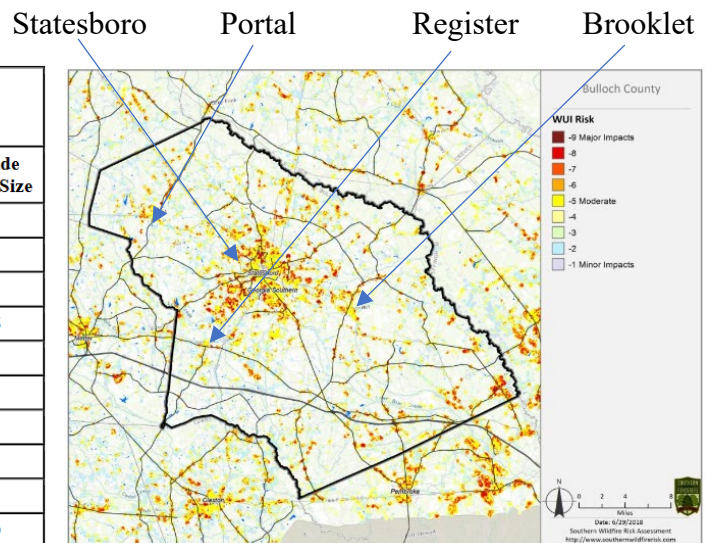 Statesboro Portal Register Brooklet
de
Size
Bulloch County
WUI Risk
-9 Major Impacts
-8
-7
-6
-5 Moderate
-4
-3
-2
-1 Minor Impacts
Statesboro
Georgia Southern
Metter
Claxton
Pembroke
N
0 2 4 8
Miles
Date: 6/29/2018
Southern Wildfire Risk Assessment
http://www.southernwildfirerisk.com